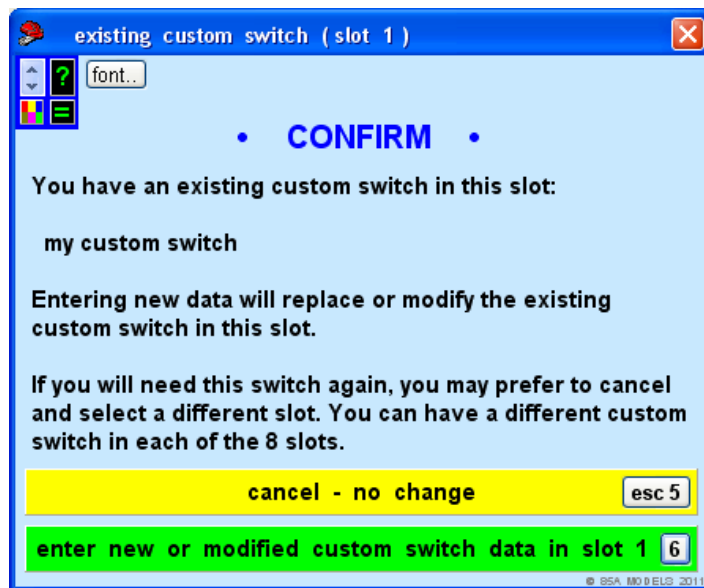 existing custom switch ( slot 1 )
? font..
=
• CONFIRM •
You have an existing custom switch in this slot:
my custom switch
Entering new data will replace or modify the existing
custom switch in this slot.
If you will need this switch again, you may prefer to cancel
and select a different slot. You can have a different custom
switch in each of the 8 slots.
cancel - no change esc 5
enter new or modified custom switch data in slot 1 6
© 85A MODELS 2011